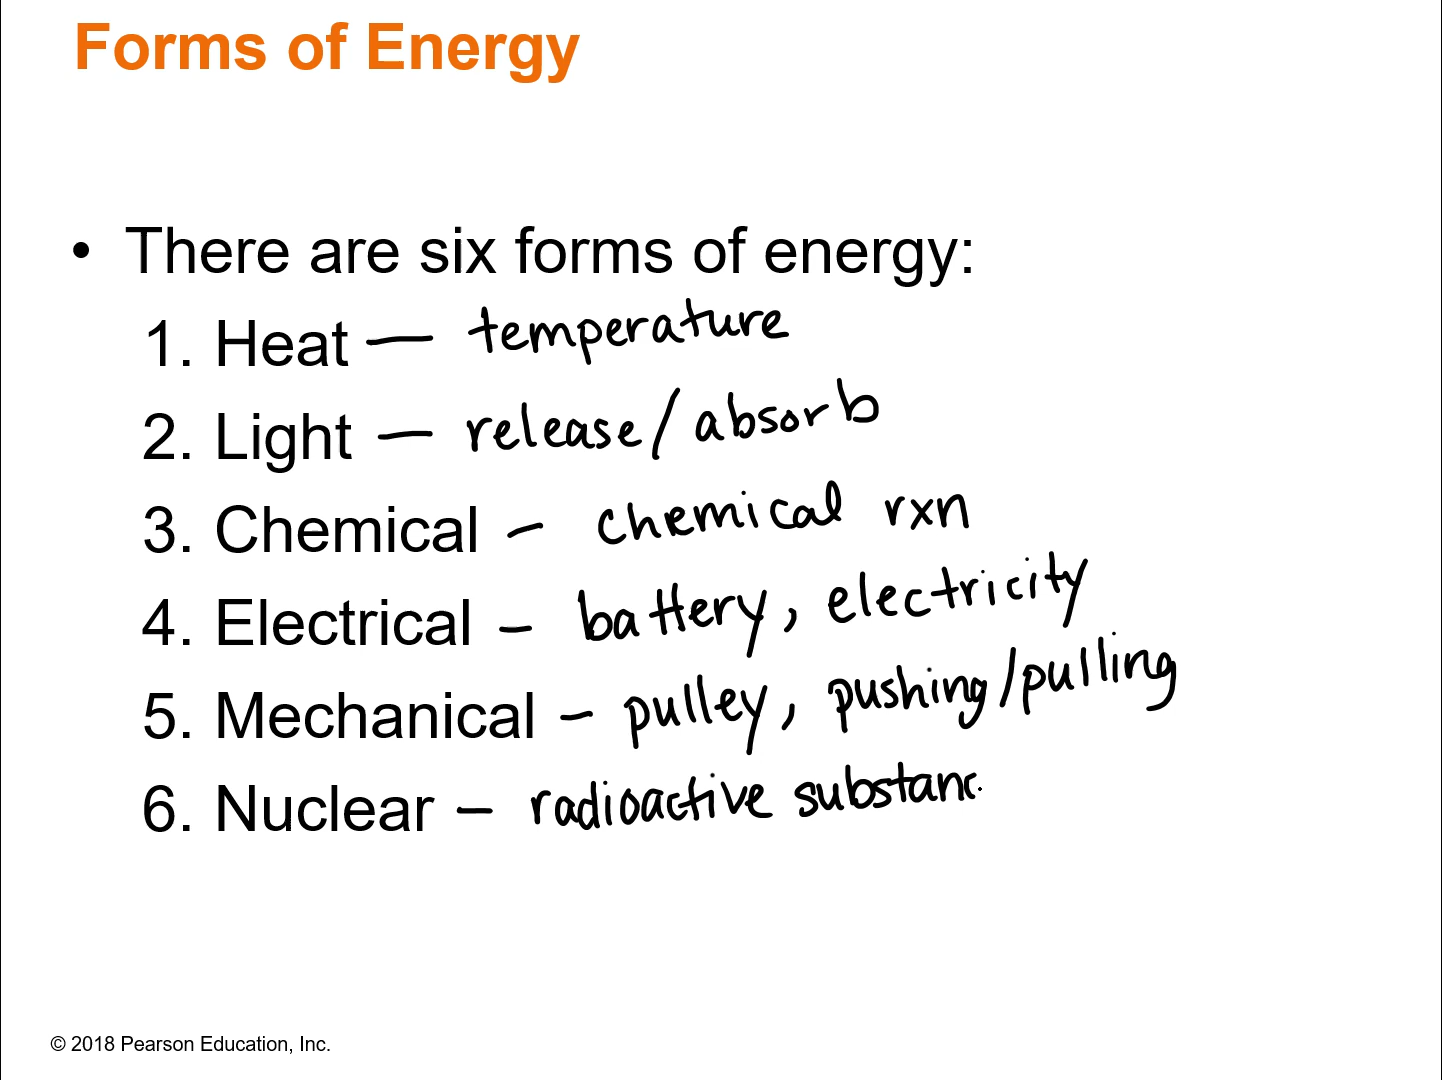 Forms of Energy
• There are six forms of energy:
1. Heat — temperature
2. Light — release/absorb
3. Chemical – chemical rxn
4. Electrical – battery, electricity
5. Mechanical – pulley, pushing/pulling
6. Nuclear – radioactive substanc
© 2018 Pearson Education, Inc.